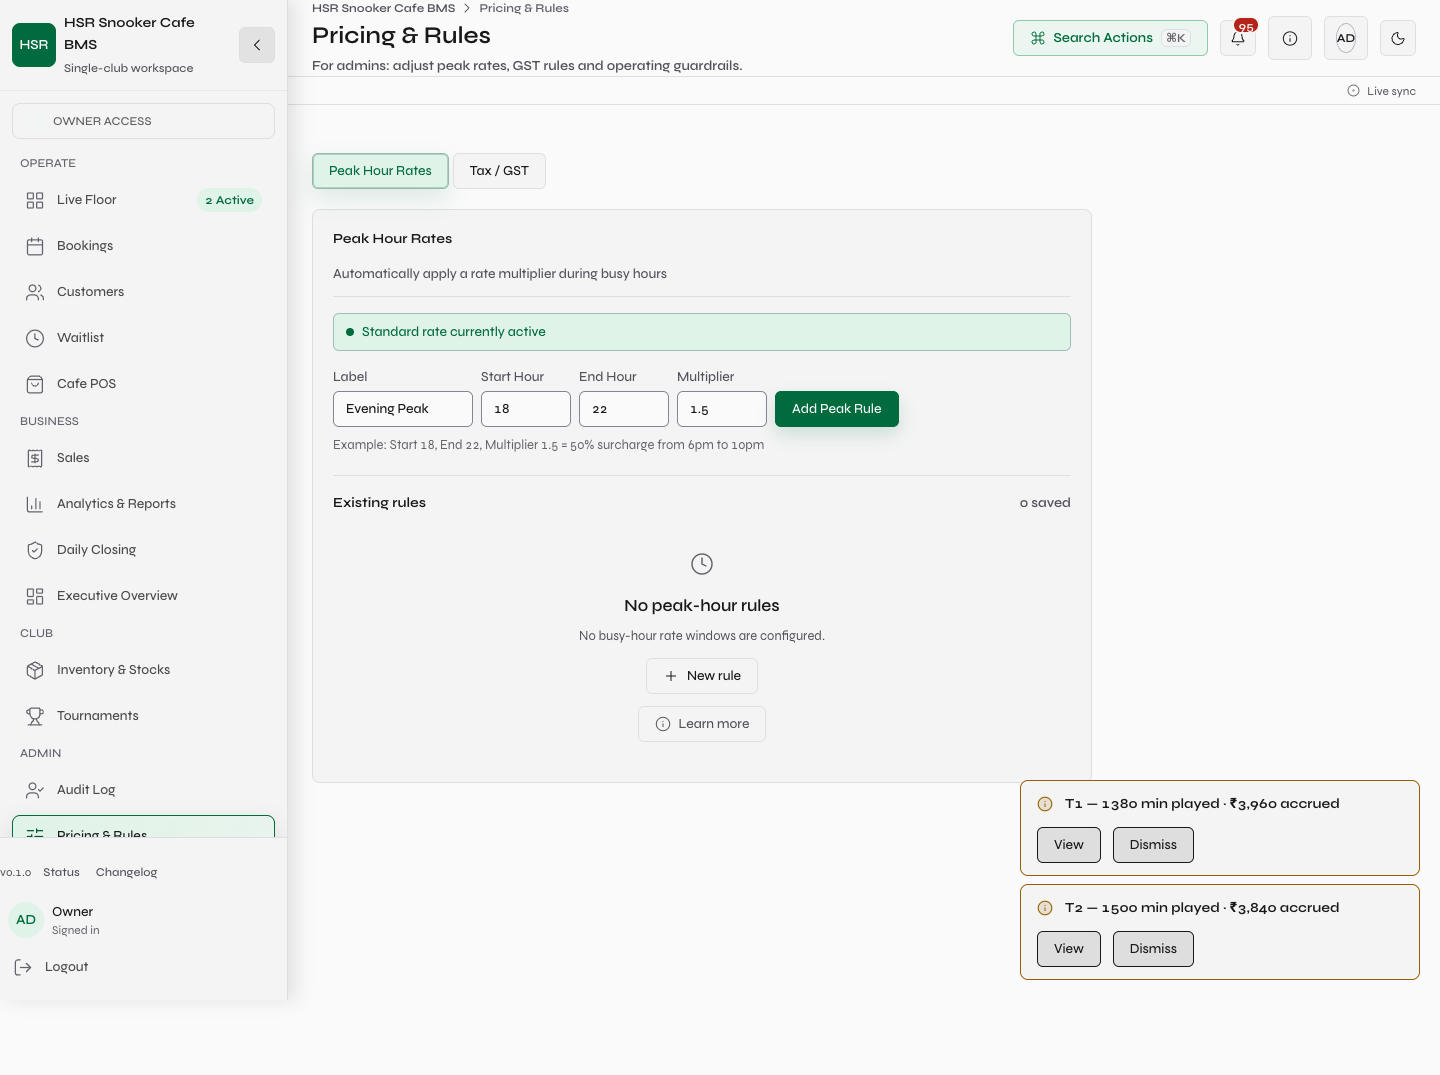 HSR
HSR Snooker Cafe
BMS
Single-club workspace
OWNER ACCESS
OPERATE
Live Floor
2 Active
Bookings
Customers
Waitlist
Cafe POS
BUSINESS
Sales
Analytics & Reports
Daily Closing
Executive Overview
CLUB
Inventory & Stocks
Tournaments
ADMIN
Audit Log
Pricing & Rules
v0.1.0 Status Changelog
AD
Owner
Signed in
Logout
HSR Snooker Cafe BMS > Pricing & Rules
Pricing & Rules
For admins: adjust peak rates, GST rules and operating guardrails.
Search Actions ⌘K
95
AD
Live sync
Peak Hour Rates
Tax / GST
Peak Hour Rates
Automatically apply a rate multiplier during busy hours
Standard rate currently active
Label Start Hour End Hour Multiplier
Evening Peak 18 22 1.5 Add Peak Rule
Example: Start 18, End 22, Multiplier 1.5 = 50% surcharge from 6pm to 10pm
Existing rules
0 saved
No peak-hour rules
No busy-hour rate windows are configured.
New rule
Learn more
T1 — 1380 min played · ₹3,960 accrued
View Dismiss
T2 — 1500 min played · ₹3,840 accrued
View Dismiss